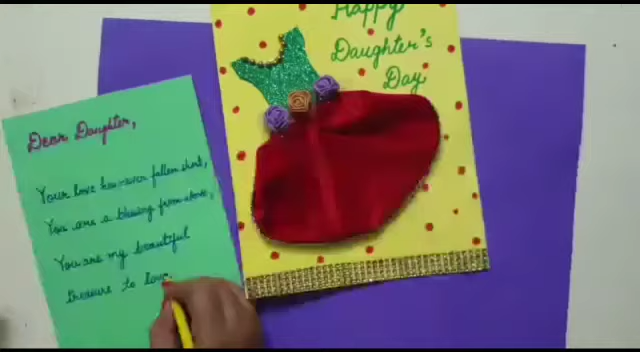 Happy
Daughter's
Day
Dear Daughter,
Your love has never fallen short,
You are a blessing from above,
You are my beautiful
treasure to love.